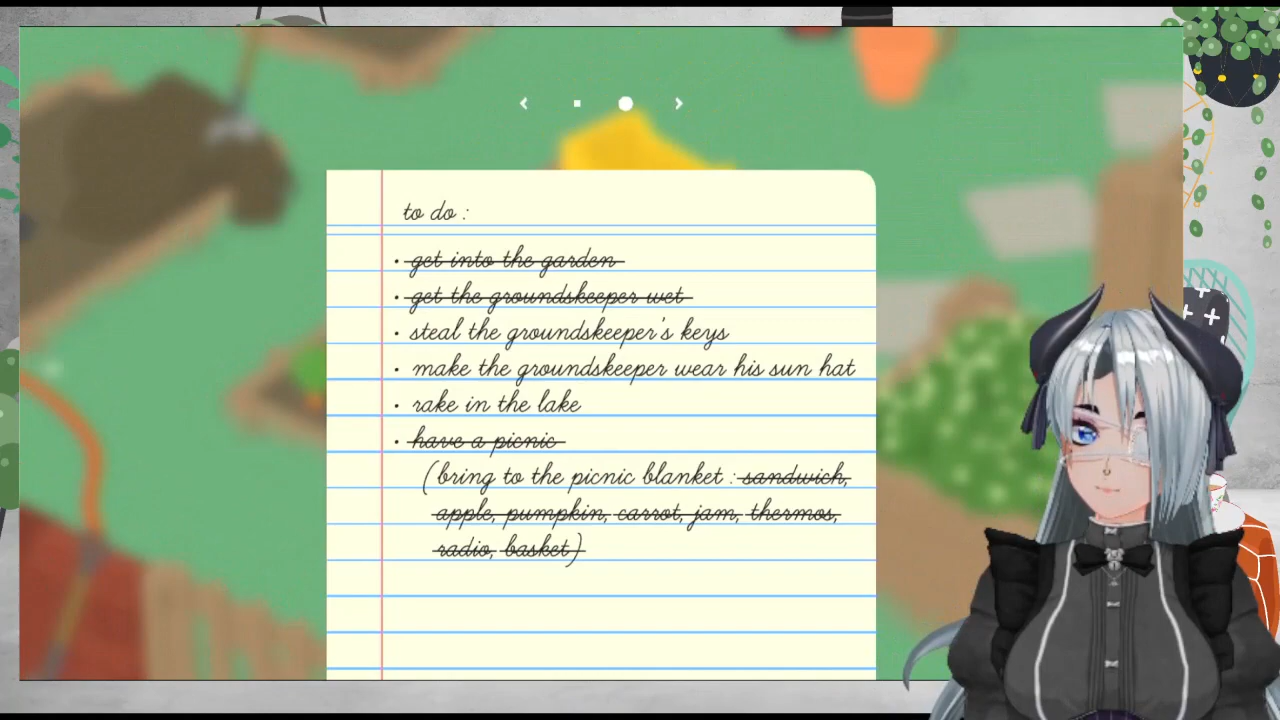 to do :
• get into the garden
• get the groundskeeper wet
• steal the groundskeeper's keys
• make the groundskeeper wear his sun hat
• rake in the lake
• have a picnic
(bring to the picnic blanket : sandwich,
apple, pumpkin, carrot, jam, thermos,
radio, basket)